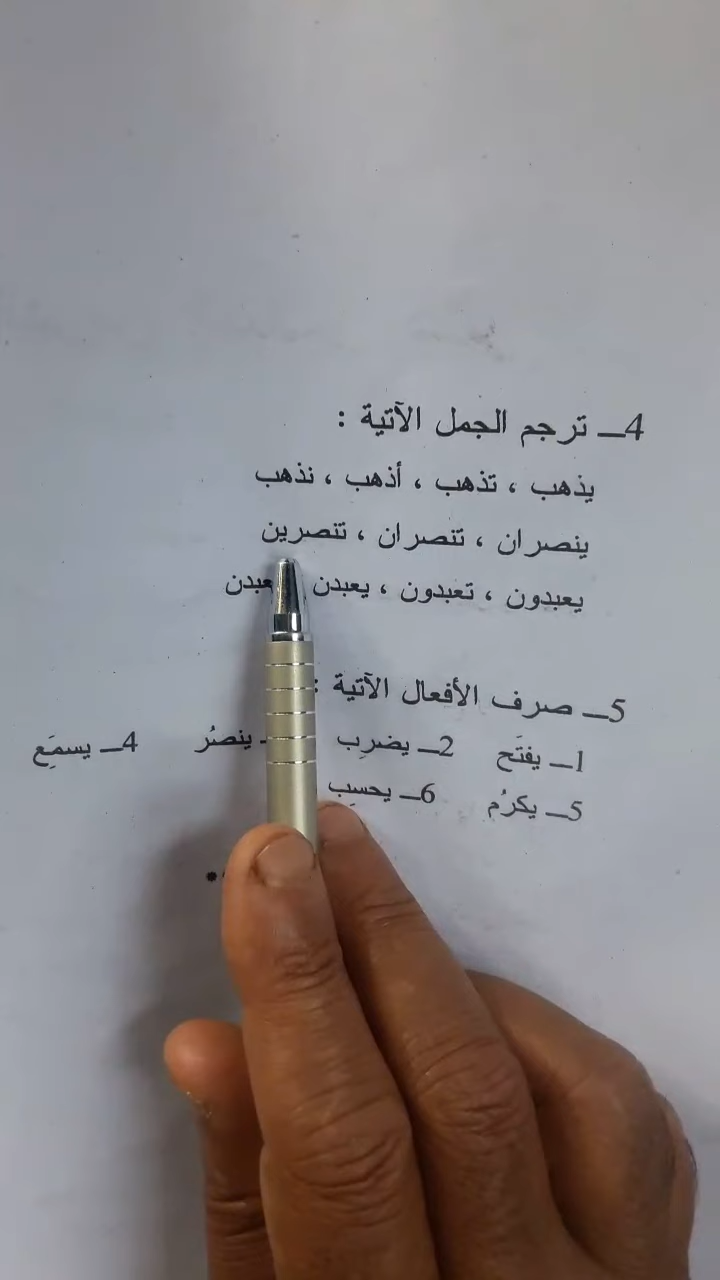 4ـ ترجم الجمل الآتية :
يذهب ، تذهب ، أذهب ، نذهب
ينصران ، تنصران ، تنصرين
يعبدون ، تعبدون ، يعبدن
5ـ صرف الأفعال الآتية :
1ـ يفتَح 2ـ يضرِب ينصُر 4ـ يسمَع
5ـ يكرُم 6ـ يحسِب